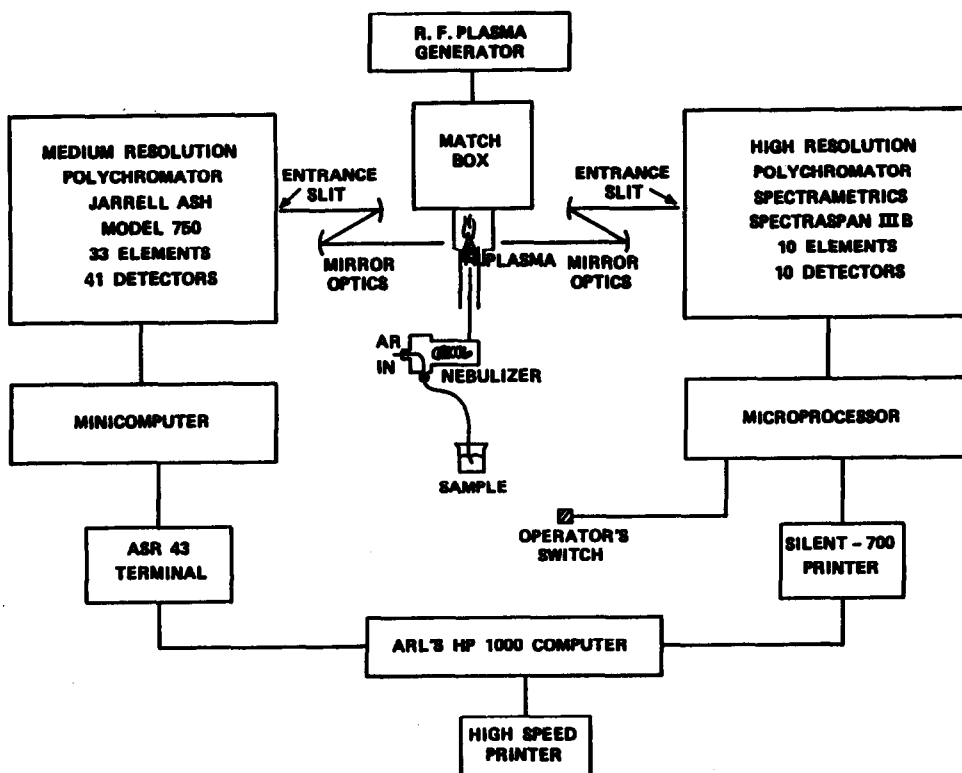 R. F. PLASMA
GENERATOR
MATCH
BOX
MEDIUM RESOLUTION
POLYCHROMATOR
JARRELL ASH
MODEL 750
33 ELEMENTS
41 DETECTORS
ENTRANCE
SLIT
MIRROR
OPTICS
PLASMA
ENTRANCE
SLIT
MIRROR
OPTICS
HIGH RESOLUTION
POLYCHROMATOR
SPECTRAMETRICS
SPECTRASPAN III B
10 ELEMENTS
10 DETECTORS
AR
IN
NEBULIZER
SAMPLE
MINICOMPUTER
MICROPROCESSOR
OPERATOR'S
SWITCH
ASR 43
TERMINAL
SILENT - 700
PRINTER
ARL'S HP 1000 COMPUTER
HIGH SPEED
PRINTER